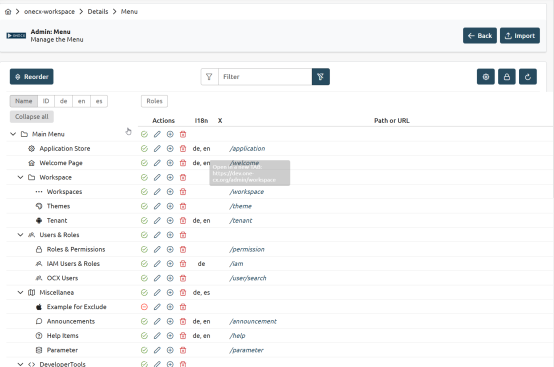 onecx-workspace > Details > Menu
Admin: Menu
Manage the Menu
Back
Import
Reorder
Filter
Name ID de en es
Roles
Collapse all
Actions I18n X Path or URL
Main Menu
Application Store de, en /application
Welcome Page de, en /welcome
Workspace
Workspaces /workspace
Themes /theme
Tenant de, en /tenant
Users & Roles
Roles & Permissions /permission
IAM Users & Roles de /iam
OCX Users /user/search
Miscellanea de, es
Example for Exclude
Announcements de, en /announcement
Help Items de, en /help
Parameter /parameter
DeveloperTools